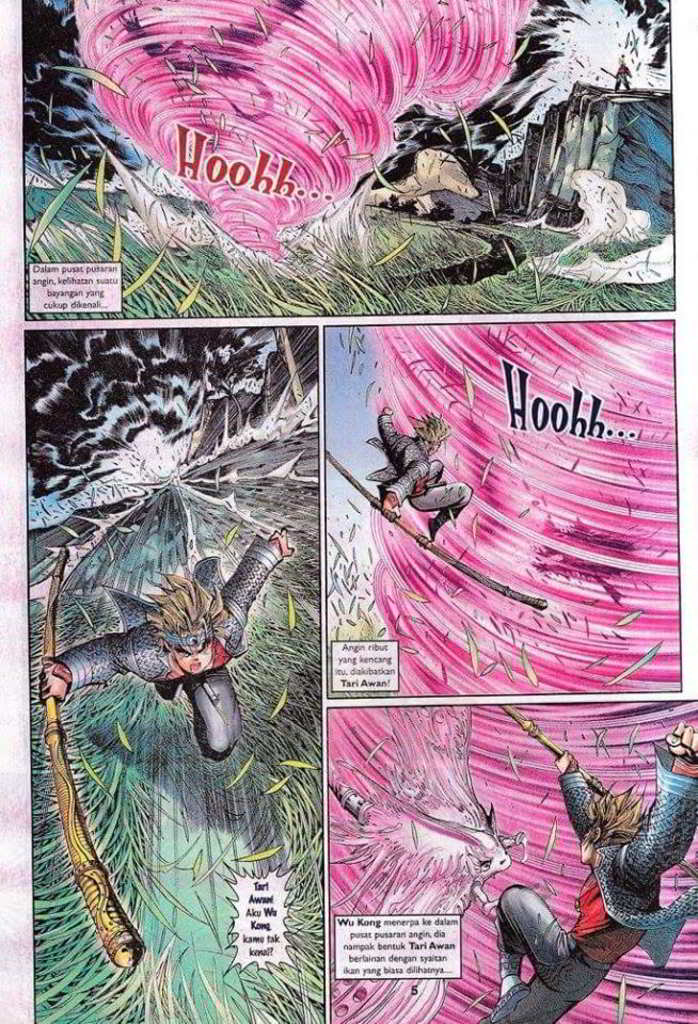 Hoohh...
Dalam pusat pusaran
angin, kelihatan suatu
bayangan yang
cukup dikenali...
Hoohh...
Angin ribut
yang kencang
itu, diakibatkan
Tari Awan!
Tari
Awan!
Aku Wu
Kong,
kamu tak
kenal?
Wu Kong menerpa ke dalam
pusat pusaran angin, dia
nampak bentuk Tari Awan
berlainan dengan syaitan
ikan yang biasa dilihatnya....
5